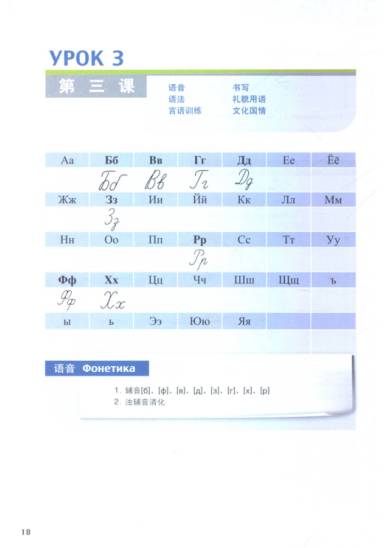 УРОК 3
第三课
语音 书写
语法 礼貌用语
言语训练 文化国情
Аа Бб Вв Гг Дд Ее Ёё
Бб Вв Гг Дд
Жж Зз Ии Йй Кк Лл Мм
Зз
Нн Оо Пп Рр Сс Тт Уу
Рр
Фф Хх Цц Чч Шш Щщ ъ
Фф Хх
ы ь Ээ Юю Яя
语音 Фонетика
1. 辅音[б]、[ф]、[в]、[д]、[з]、[г]、[х]、[р]
2. 浊辅音清化
18